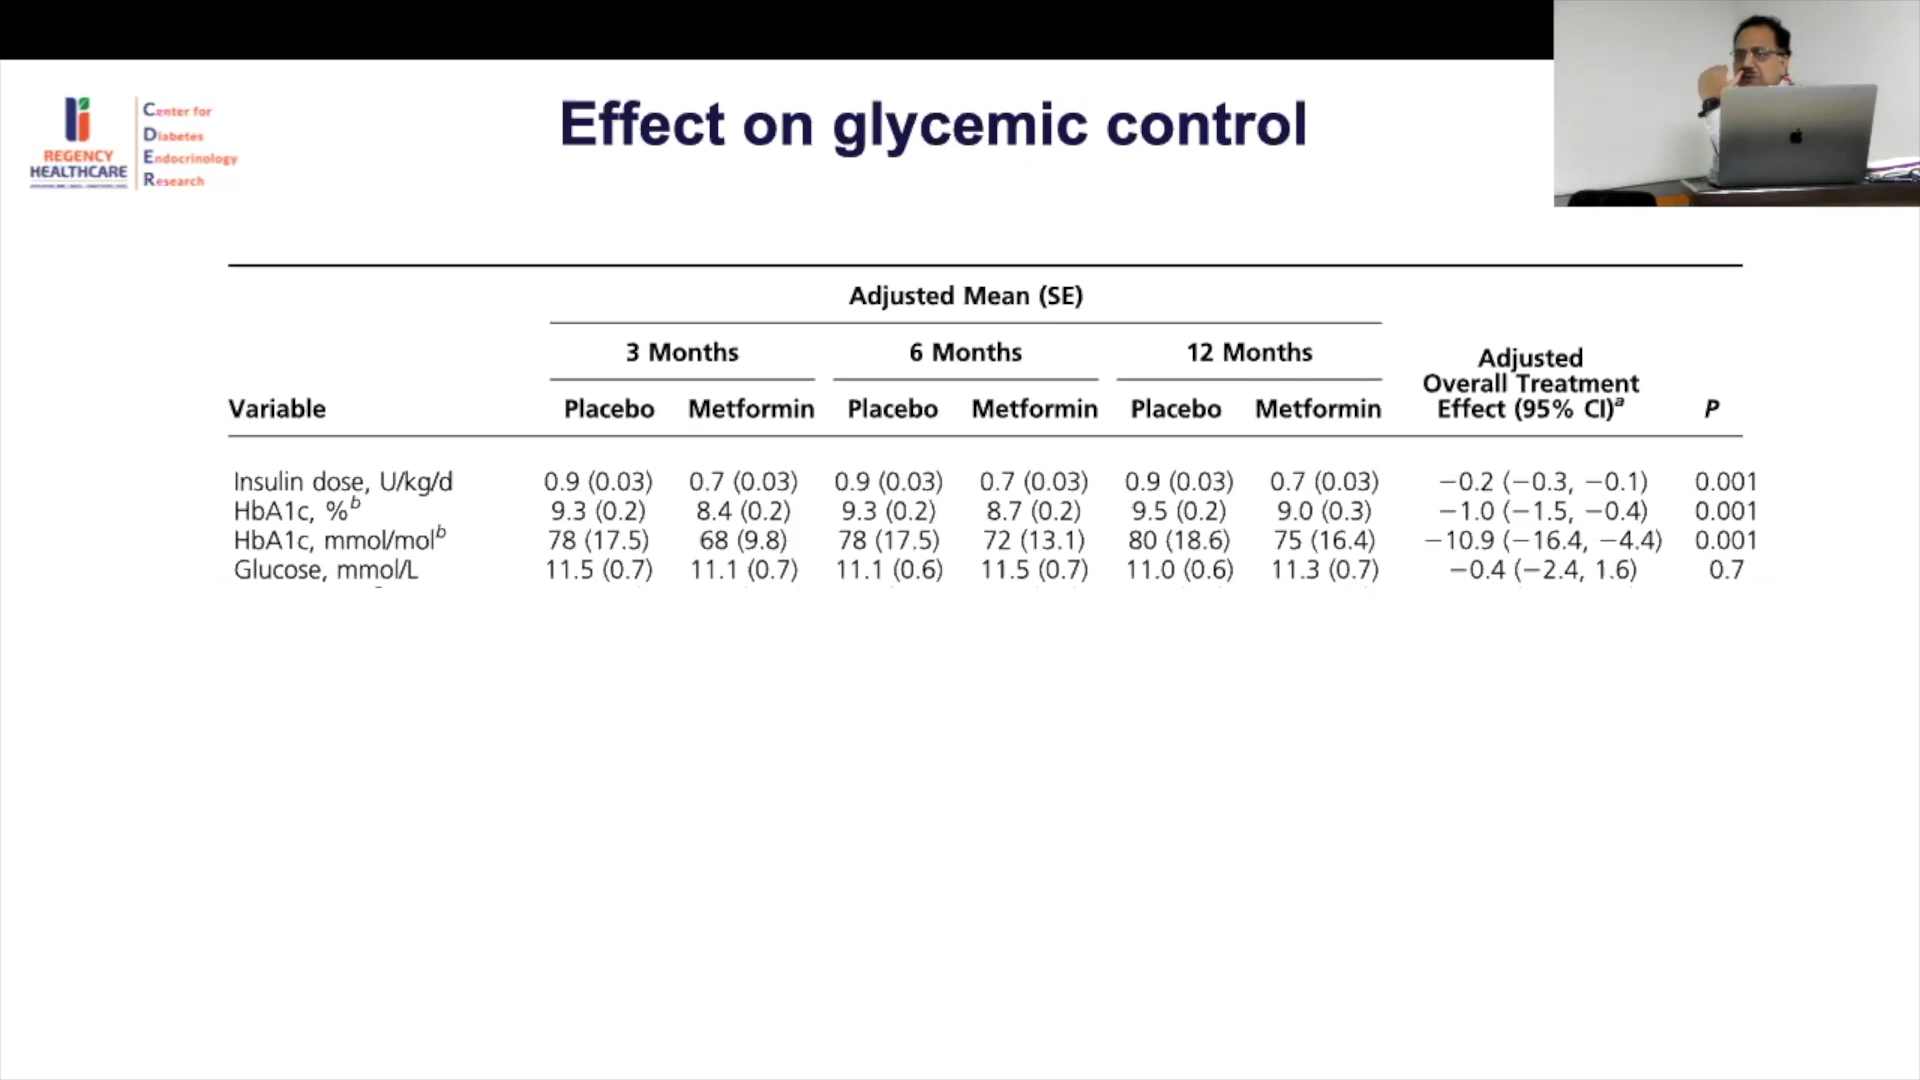 REGENCY
HEALTHCARE
Center for
Diabetes
Endocrinology
Research
Effect on glycemic control
Adjusted Mean (SE)
3 Months 6 Months 12 Months Adjusted
Overall Treatment
Variable Placebo Metformin Placebo Metformin Placebo Metformin Effect (95% CI)a P
Insulin dose, U/kg/d 0.9 (0.03) 0.7 (0.03) 0.9 (0.03) 0.7 (0.03) 0.9 (0.03) 0.7 (0.03) −0.2 (−0.3, −0.1) 0.001
HbA1c, %b 9.3 (0.2) 8.4 (0.2) 9.3 (0.2) 8.7 (0.2) 9.5 (0.2) 9.0 (0.3) −1.0 (−1.5, −0.4) 0.001
HbA1c, mmol/molb 78 (17.5) 68 (9.8) 78 (17.5) 72 (13.1) 80 (18.6) 75 (16.4) −10.9 (−16.4, −4.4) 0.001
Glucose, mmol/L 11.5 (0.7) 11.1 (0.7) 11.1 (0.6) 11.5 (0.7) 11.0 (0.6) 11.3 (0.7) −0.4 (−2.4, 1.6) 0.7